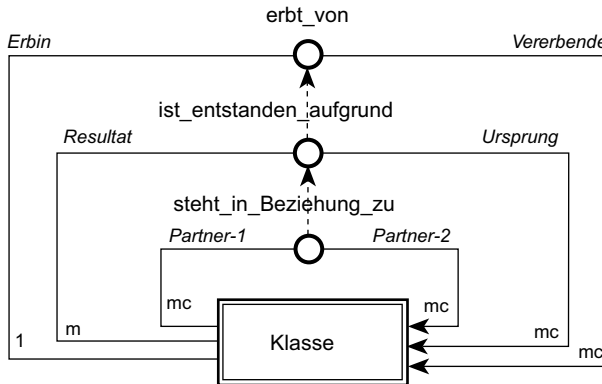 erbt_von
Erbin
Vererbende
ist_entstanden_aufgrund
Resultat
Ursprung
steht_in_Beziehung_zu
Partner-1
Partner-2
mc
mc
m
mc
1
Klasse
mc